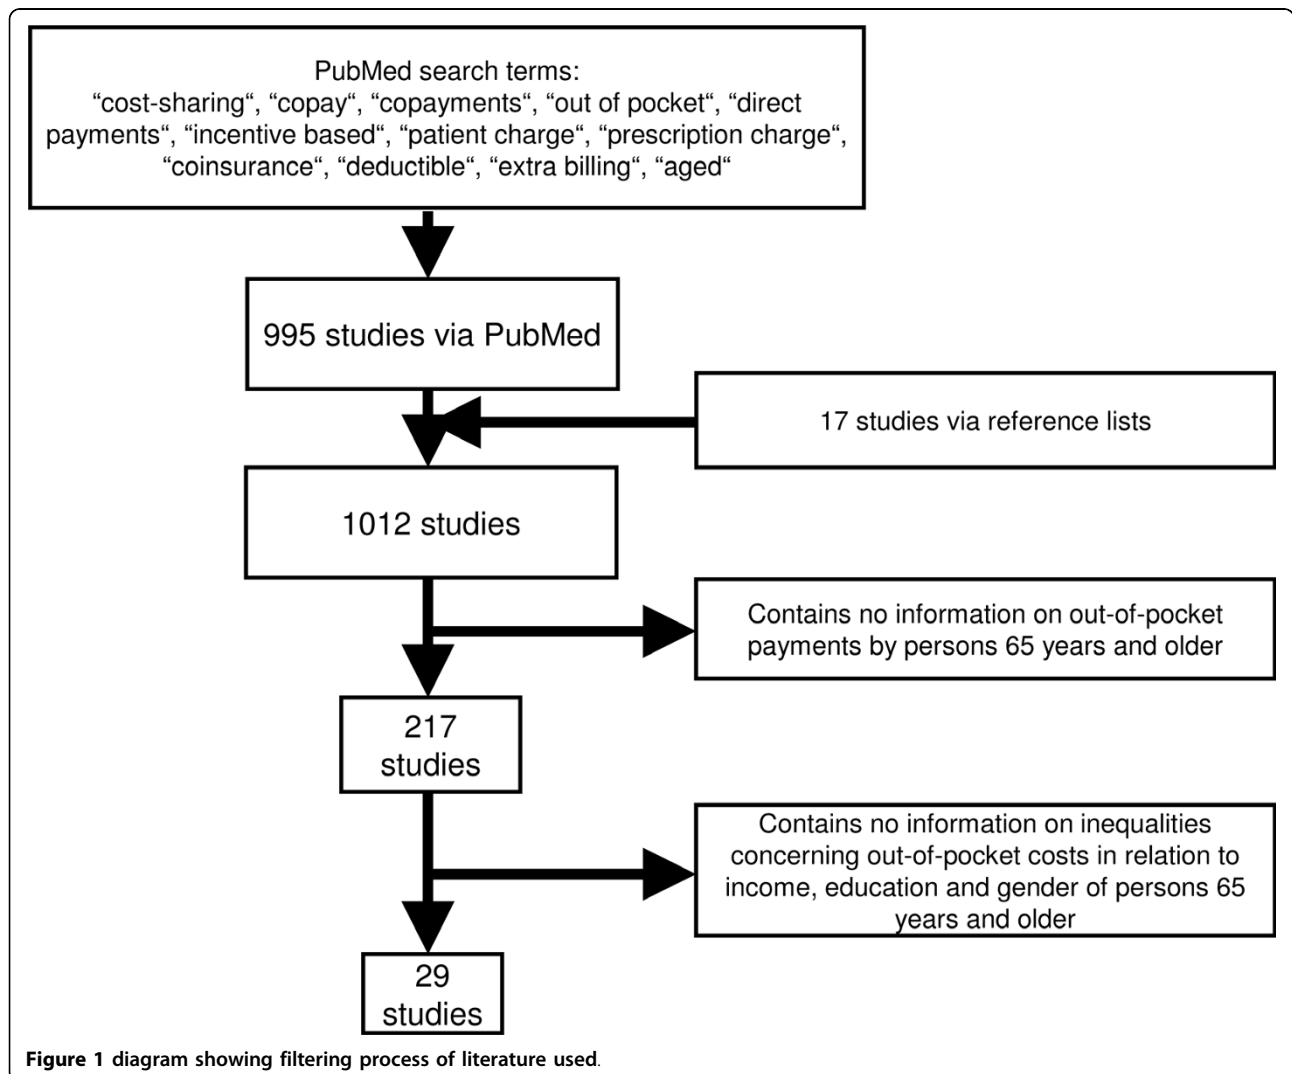 PubMed search terms:
“cost-sharing“, “copay“, “copayments“, “out of pocket“, “direct
payments“, “incentive based“, “patient charge“, “prescription charge“,
“coinsurance“, “deductible“, “extra billing“, “aged“
995 studies via PubMed
17 studies via reference lists
1012 studies
Contains no information on out-of-pocket
payments by persons 65 years and older
217
studies
Contains no information on inequalities
concerning out-of-pocket costs in relation to
income, education and gender of persons 65
years and older
29
studies
Figure 1 diagram showing filtering process of literature used.